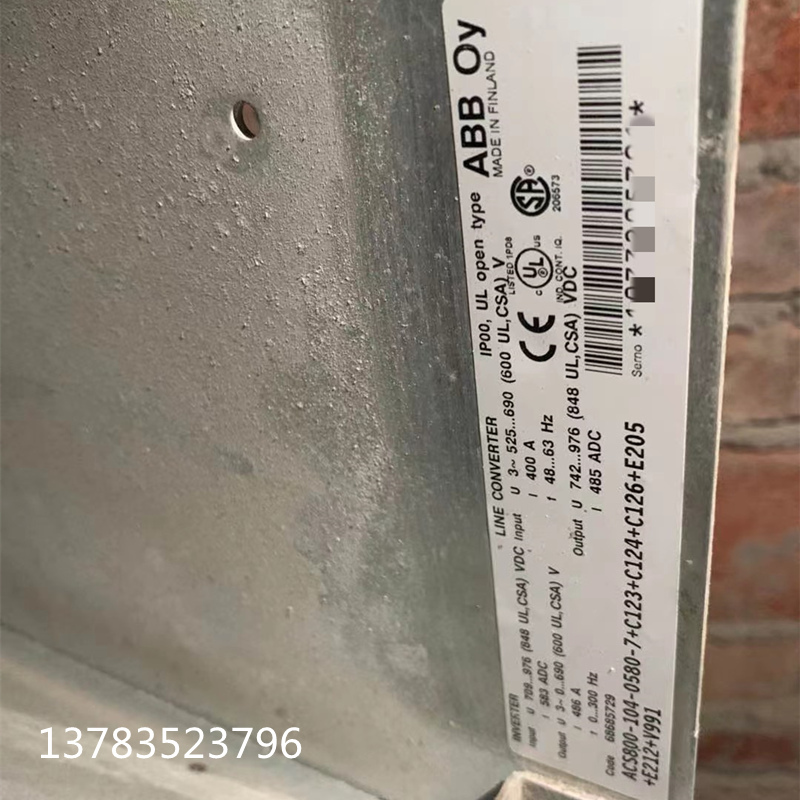 ABB Oy
MADE IN FINLAND
IP00, UL open type
LISTED 1PD8
IND. CONT. IQ.
206573
LINE CONVERTER
Input U 3~ 525...690 (600 UL,CSA) V
I 400 A
f 48...63 Hz
Output U 742...976 (848 UL,CSA) VDC
I 485 ADC
INVERTER
Input U 709...976 (848 UL,CSA) VDC
I 583 ADC
Output U 3~ 0...690 (600 UL,CSA) V
I 486 A
f 0...300 Hz
Code 68685729
Serno
ACS800-104-0580-7+C123+C124+C126+E205
+E212+V991
13783523796